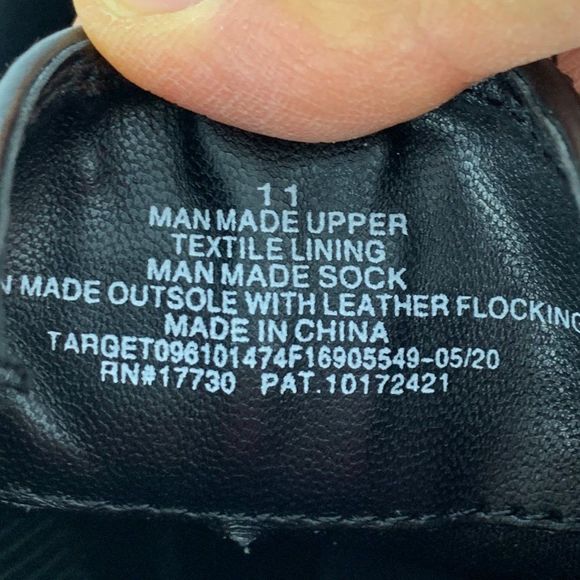 11
MAN MADE UPPER
TEXTILE LINING
MAN MADE SOCK
N MADE OUTSOLE WITH LEATHER FLOCKING
MADE IN CHINA
TARGET096101474F16905549-05/20
RN#17730 PAT.10172421